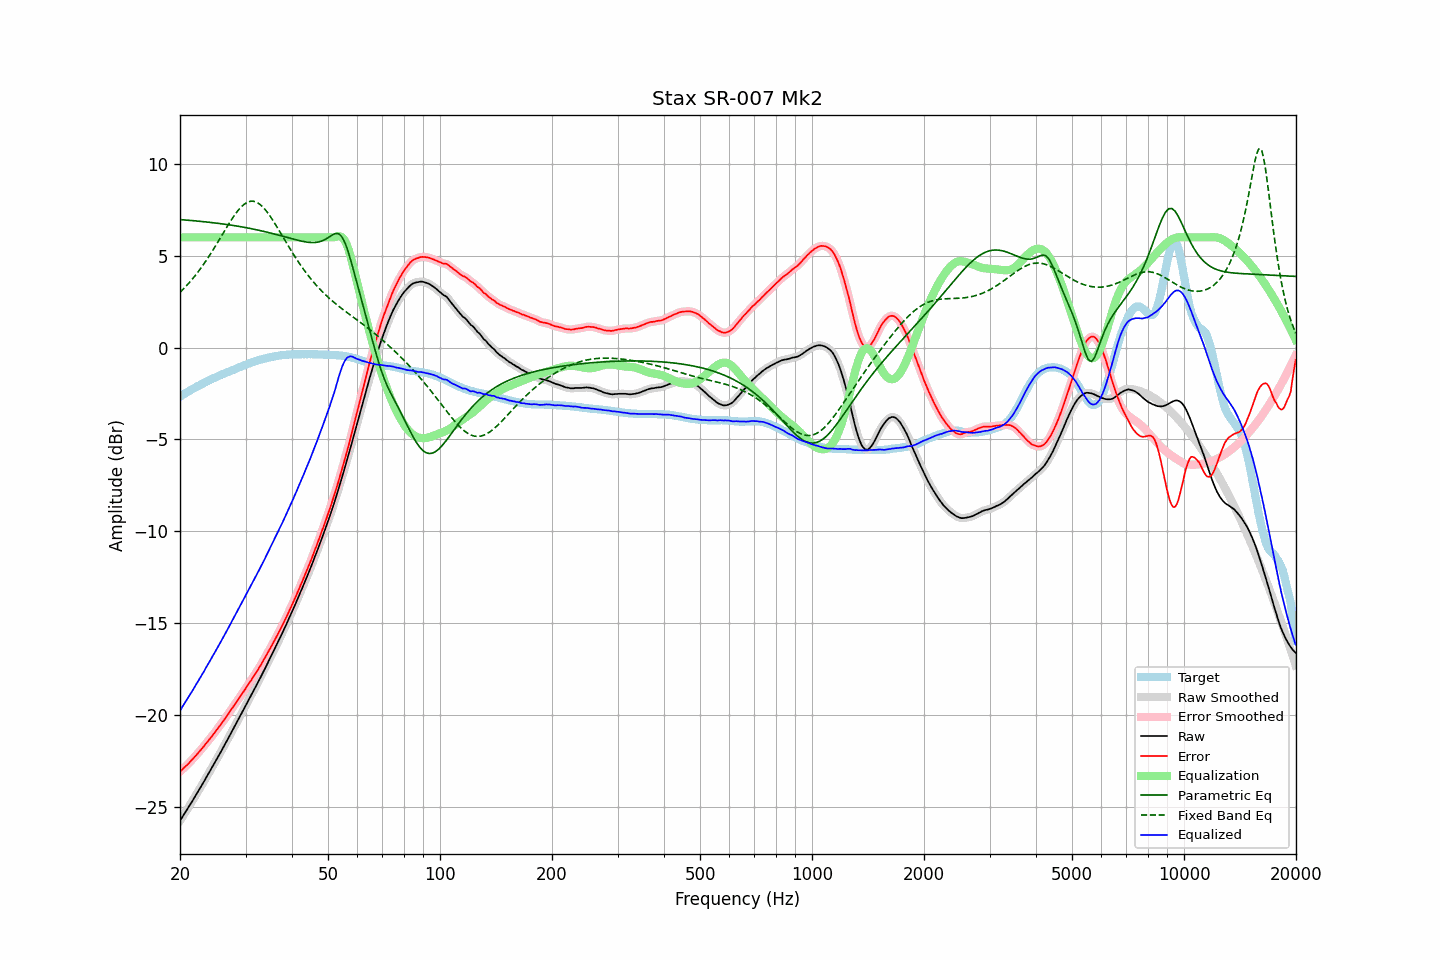 Stax SR-007 Mk2
Amplitude (dBr)
10
5
0
−5
−10
−15
−20
−25
20
50
100
200
500
1000
2000
5000
10000
20000
Frequency (Hz)
Target
Raw Smoothed
Error Smoothed
Raw
Error
Equalization
Parametric Eq
Fixed Band Eq
Equalized